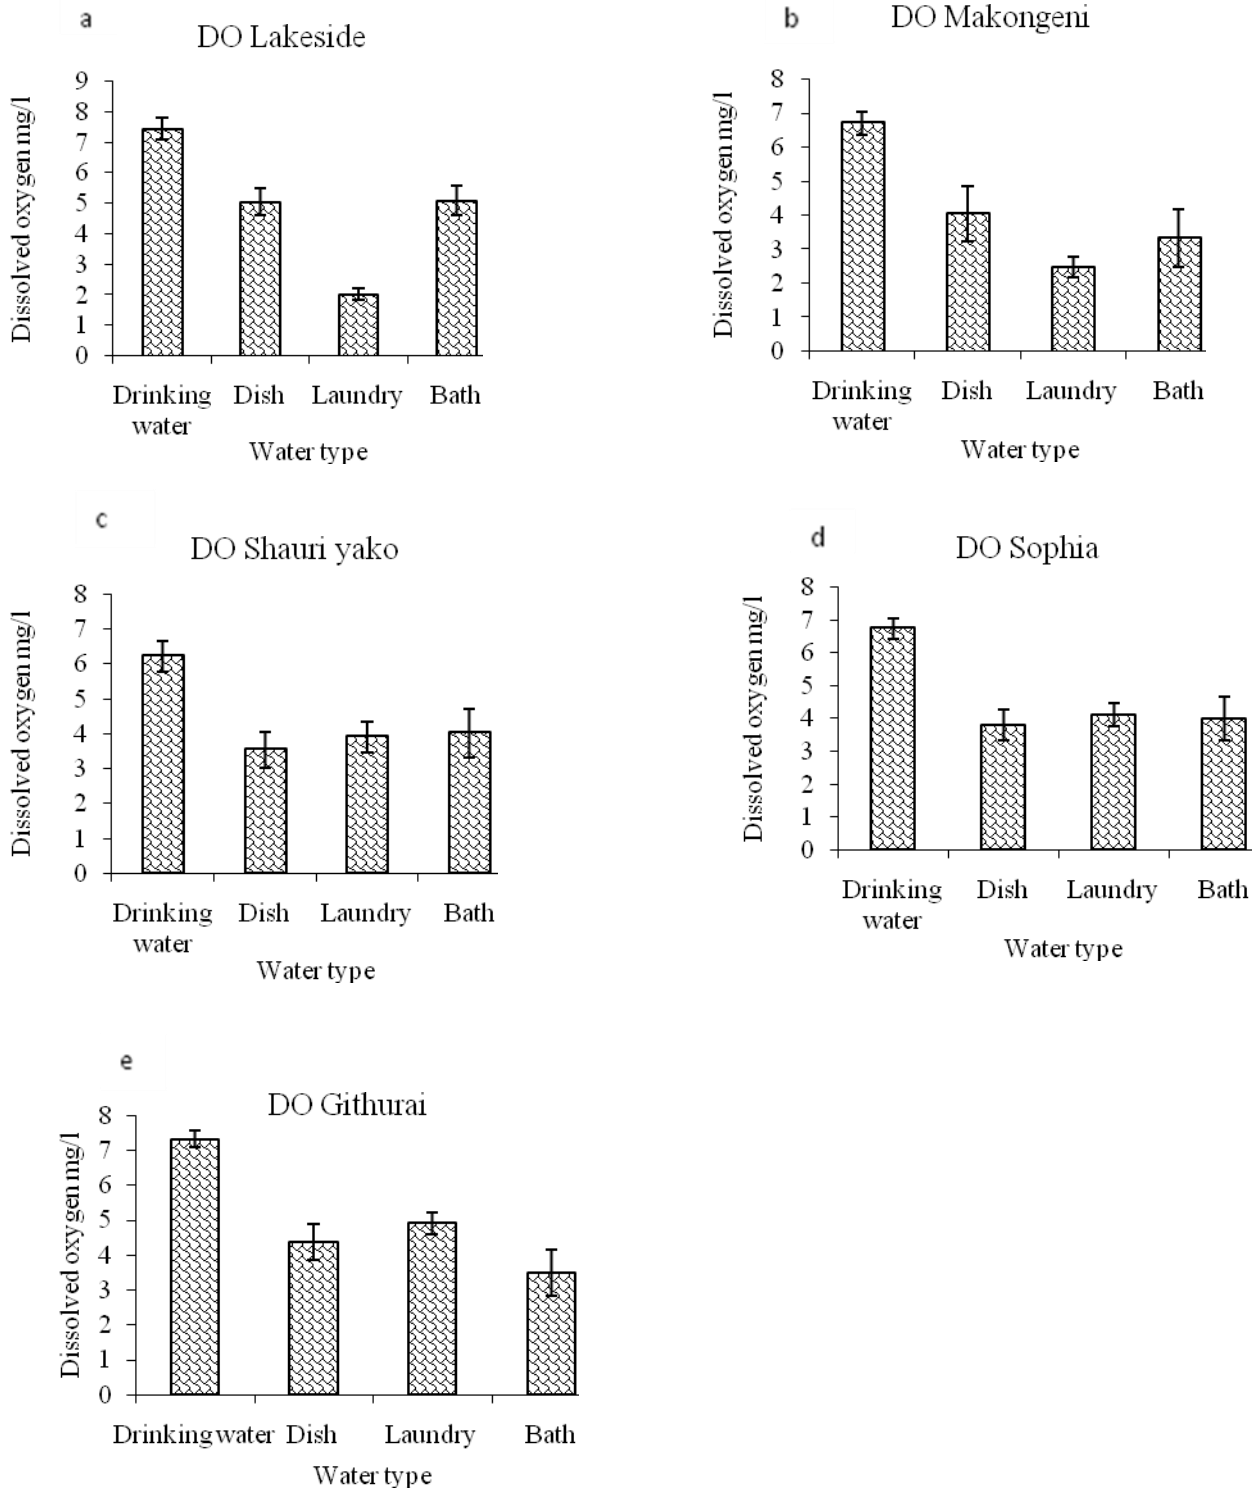 a
DO Lakeside
Dissolved oxygen mg/l
9
8
7
6
5
4
3
2
1
0
Drinking water Dish Laundry Bath
Water type
b
DO Makongeni
Dissolved oxygen mg/l
8
7
6
5
4
3
2
1
0
Drinking water Dish Laundry Bath
Water type
c
DO Shauri yako
Dissolved oxygen mg/l
8
7
6
5
4
3
2
1
0
Drinking water Dish Laundry Bath
Water type
d
DO Sophia
Dissolved oxygen mg/l
8
7
6
5
4
3
2
1
0
Drinking water Dish Laundry Bath
Water type
e
DO Githurai
Dissolved oxygen mg/l
8
7
6
5
4
3
2
1
0
Drinking water Dish Laundry Bath
Water type